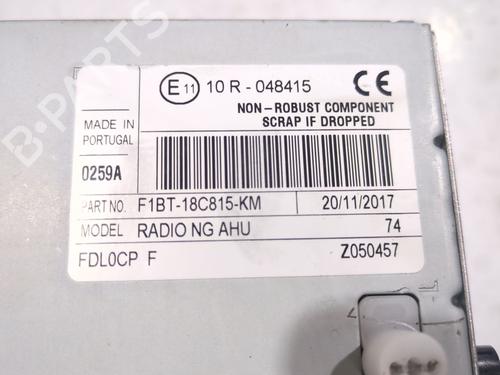 B-PARTS
E11 10 R - 048415 CE
NON - ROBUST COMPONENT
SCRAP IF DROPPED
MADE IN
PORTUGAL
0259A
PART NO. F1BT-18C815-KM 20/11/2017
MODEL RADIO NG AHU 74
FDL0CP F Z050457